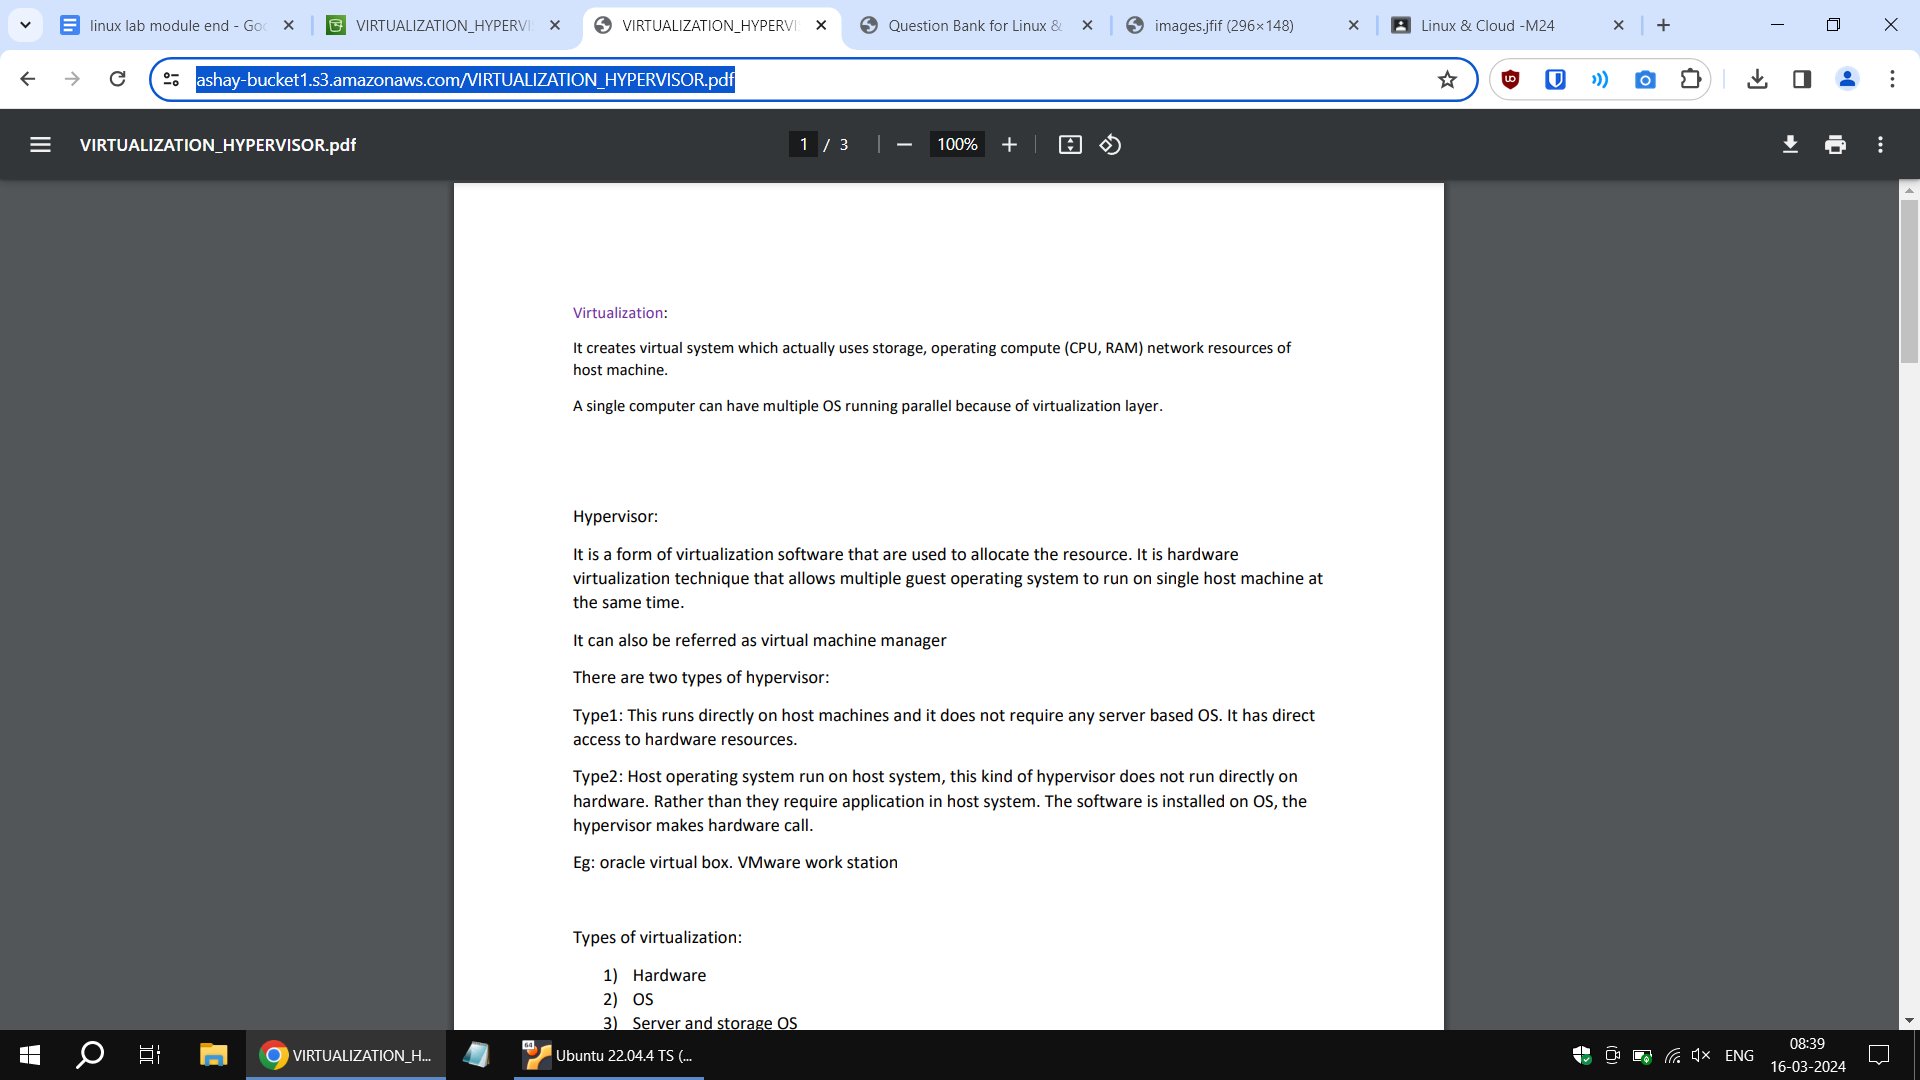 linux lab module end - Goo
VIRTUALIZATION_HYPERVI
VIRTUALIZATION_HYPERVI
Question Bank for Linux &
images.jfif (296×148)
Linux & Cloud -M24
ashay-bucket1.s3.amazonaws.com/VIRTUALIZATION_HYPERVISOR.pdf
VIRTUALIZATION_HYPERVISOR.pdf
1 / 3
100%
Virtualization:
It creates virtual system which actually uses storage, operating compute (CPU, RAM) network resources of
host machine.
A single computer can have multiple OS running parallel because of virtualization layer.
Hypervisor:
It is a form of virtualization software that are used to allocate the resource. It is hardware
virtualization technique that allows multiple guest operating system to run on single host machine at
the same time.
It can also be referred as virtual machine manager
There are two types of hypervisor:
Type1: This runs directly on host machines and it does not require any server based OS. It has direct
access to hardware resources.
Type2: Host operating system run on host system, this kind of hypervisor does not run directly on
hardware. Rather than they require application in host system. The software is installed on OS, the
hypervisor makes hardware call.
Eg: oracle virtual box. VMware work station
Types of virtualization:
1) Hardware
2) OS
3) Server and storage OS
VIRTUALIZATION_H...
64
Ubuntu 22.04.4 TS (...
ENG
08:39
16-03-2024